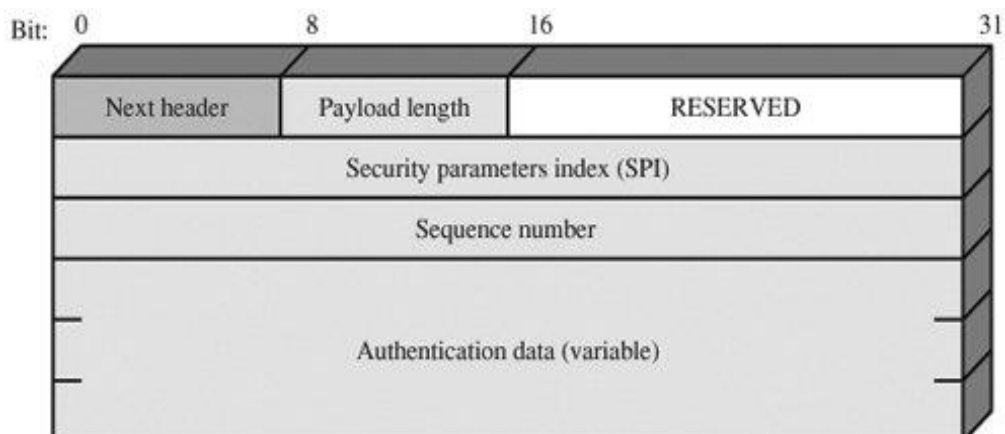 Bit: 0 8 16 31
Next header Payload length RESERVED
Security parameters index (SPI)
Sequence number
Authentication data (variable)